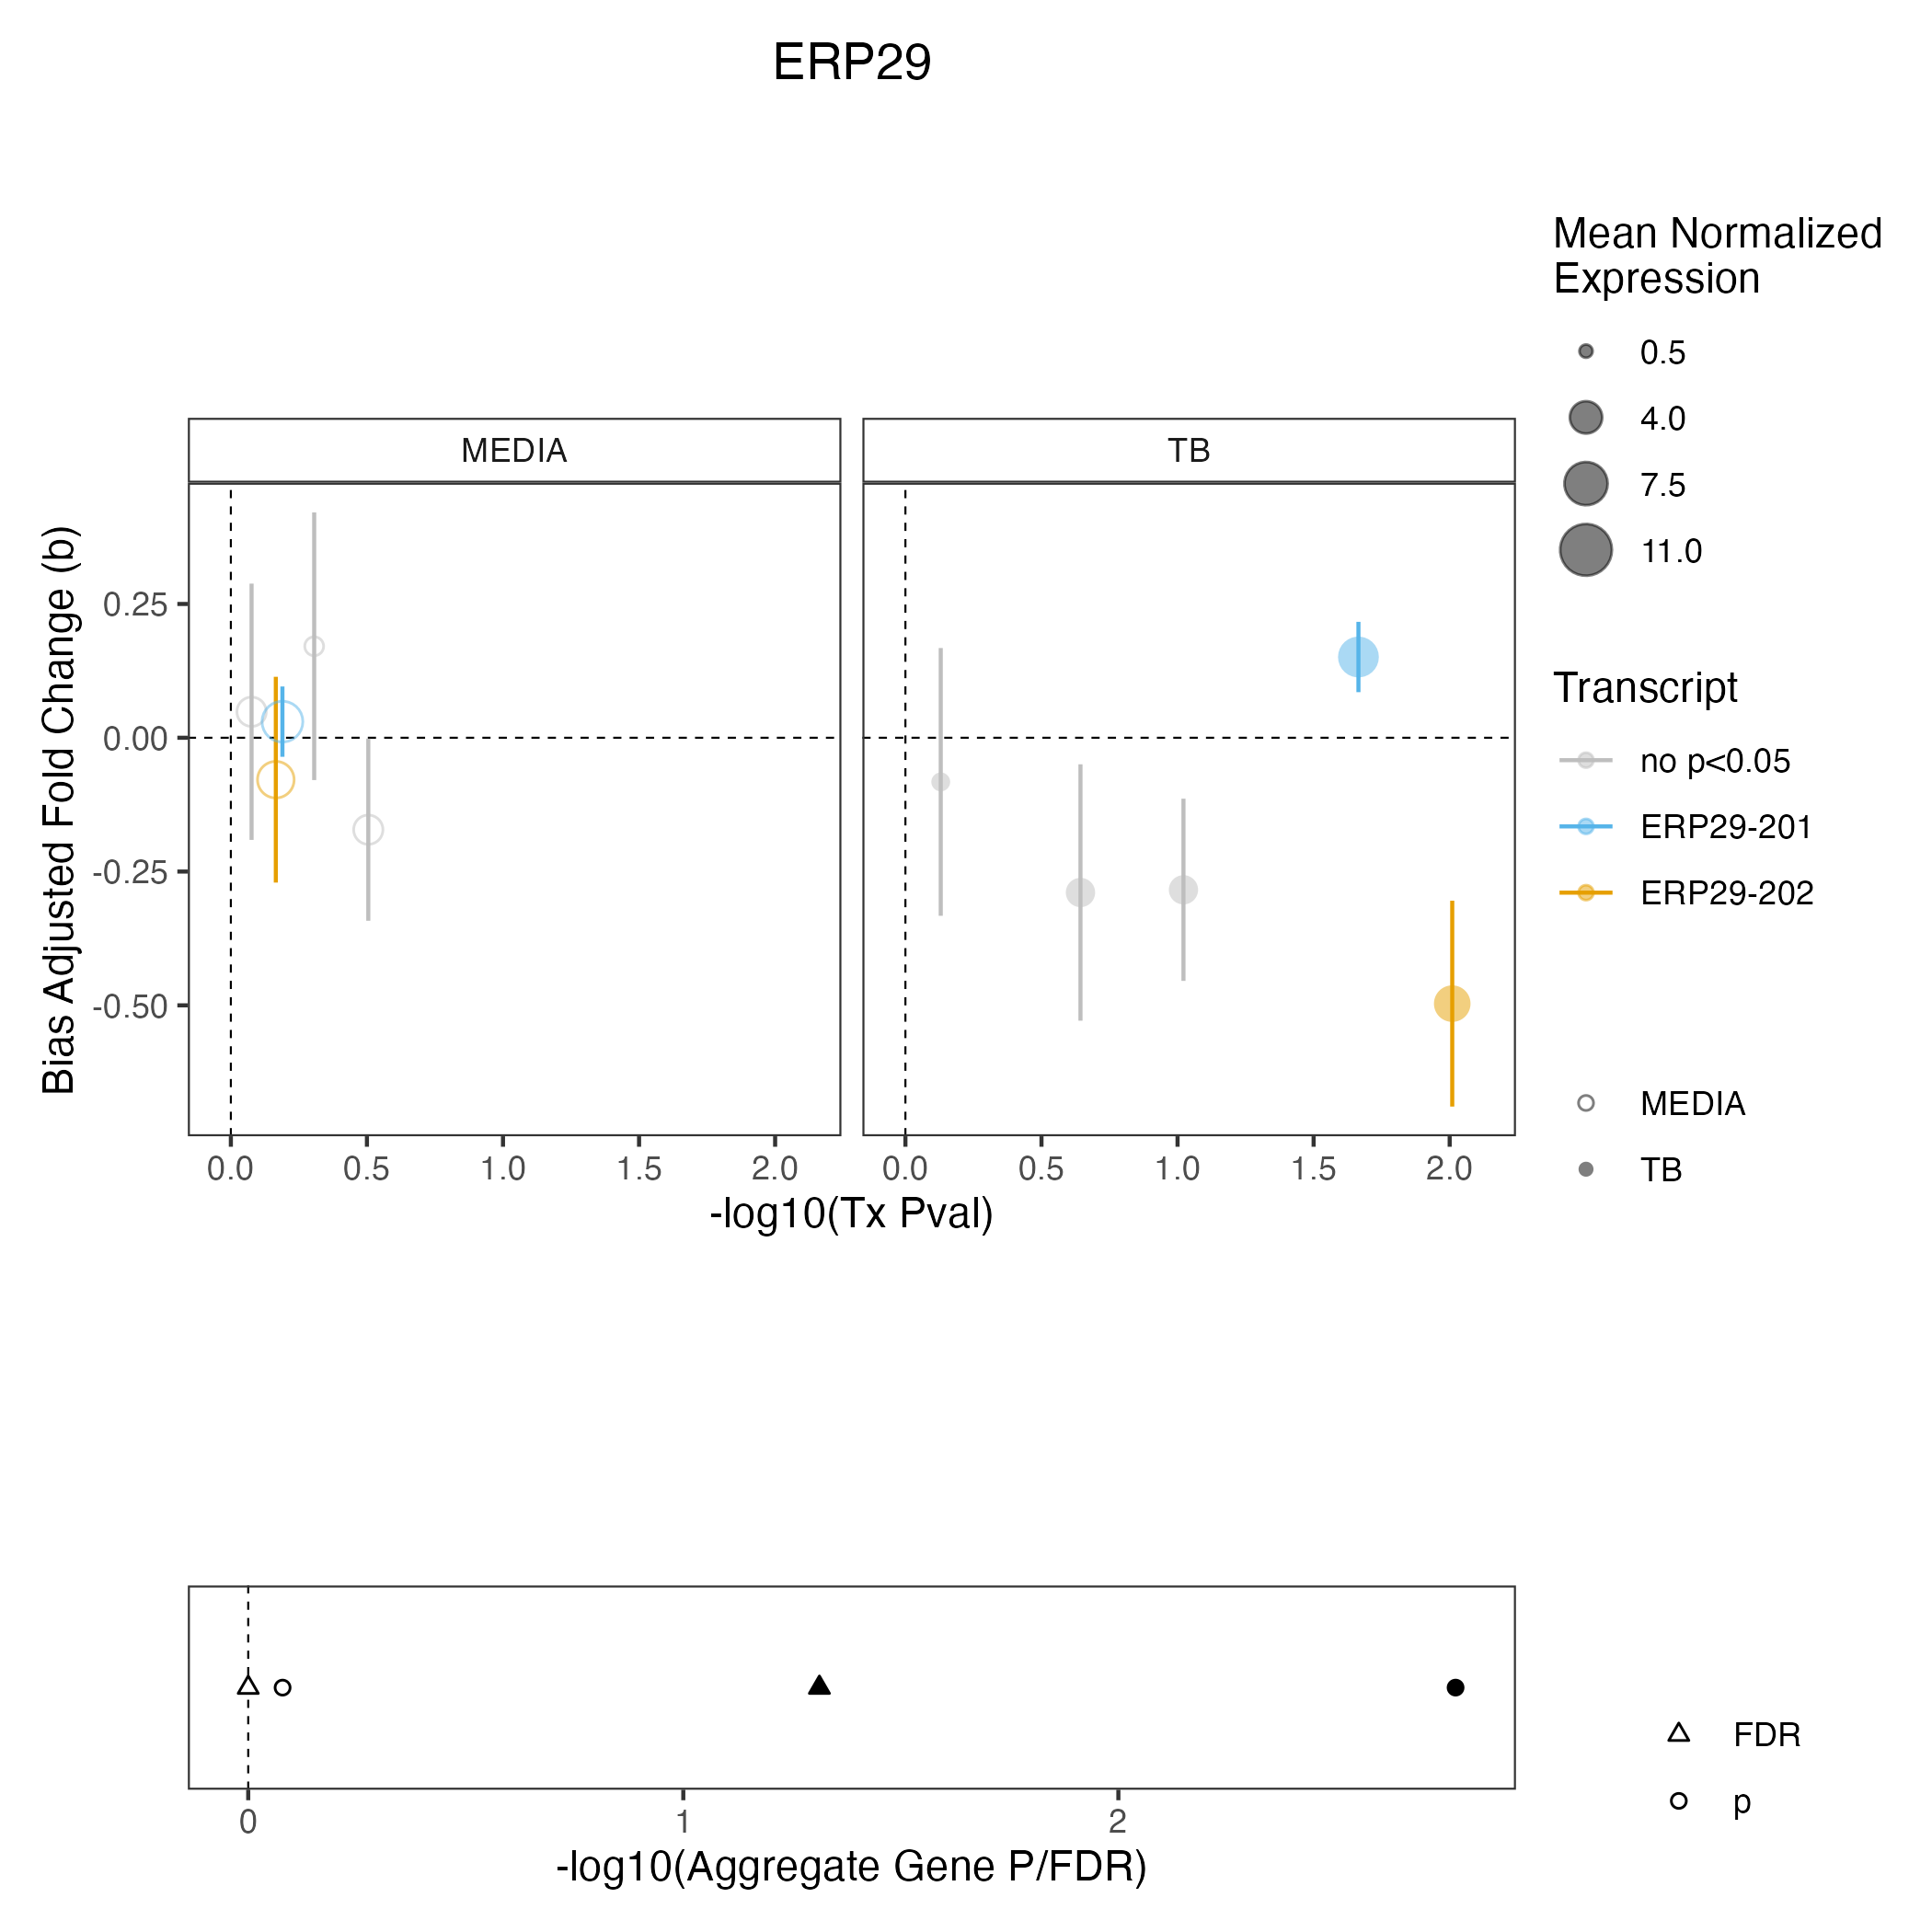 ERP29
Mean Normalized
Expression
0.5
4.0
7.5
11.0
MEDIA
TB
Bias Adjusted Fold Change (b)
0.25
0.00
-0.25
-0.50
0.0 0.5 1.0 1.5 2.0
0.0 0.5 1.0 1.5 2.0
-log10(Tx Pval)
Transcript
no p<0.05
ERP29-201
ERP29-202
MEDIA
TB
0 1 2
-log10(Aggregate Gene P/FDR)
FDR
p